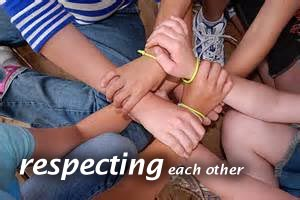 respecting each other